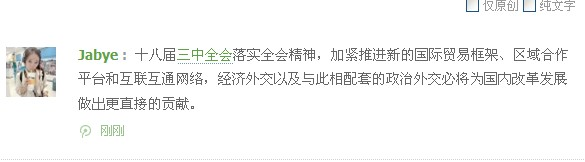 仅原创 纯文字
Jabye：十八届三中全会落实全会精神，加紧推进新的国际贸易框架、区域合作
平台和互联互通网络，经济外交以及与此相配套的政治外交必将为国内改革发展
做出更直接的贡献。
刚刚